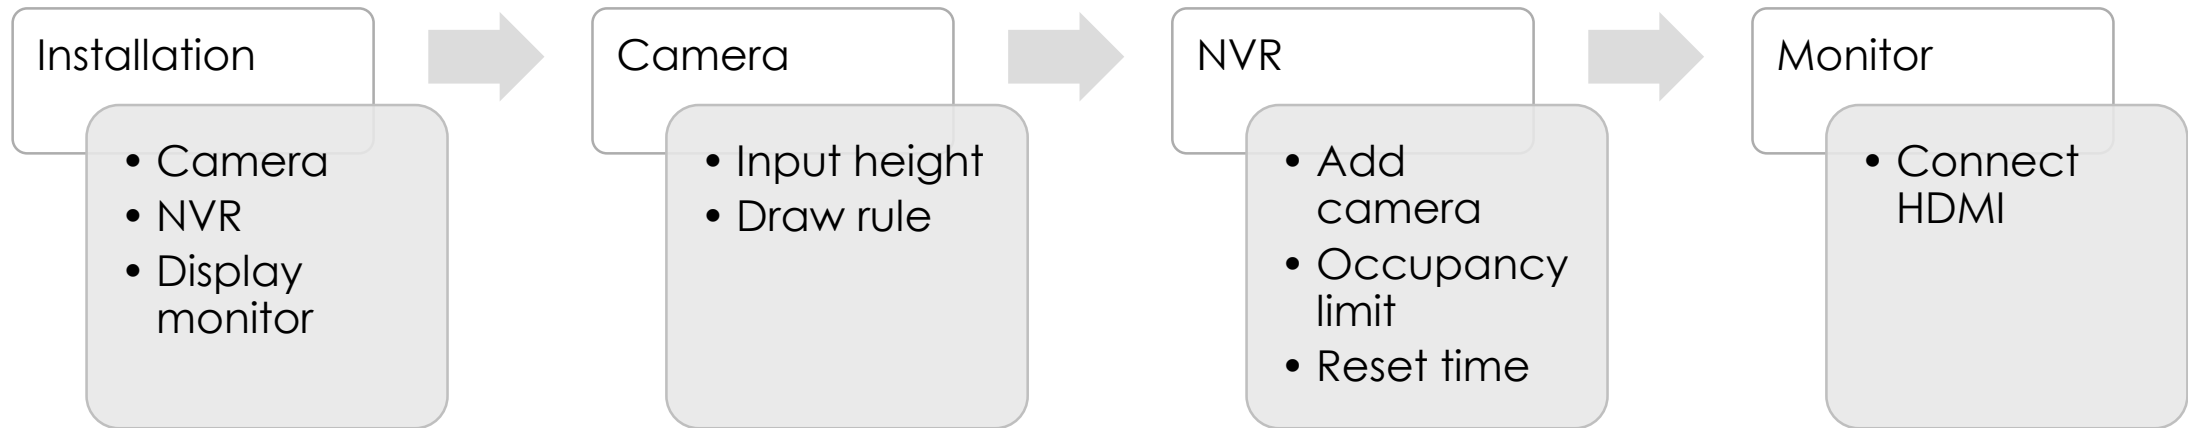 Installation
• Camera
• NVR
• Display
monitor
Camera
• Input height
• Draw rule
NVR
• Add
camera
• Occupancy
limit
• Reset time
Monitor
• Connect
HDMI